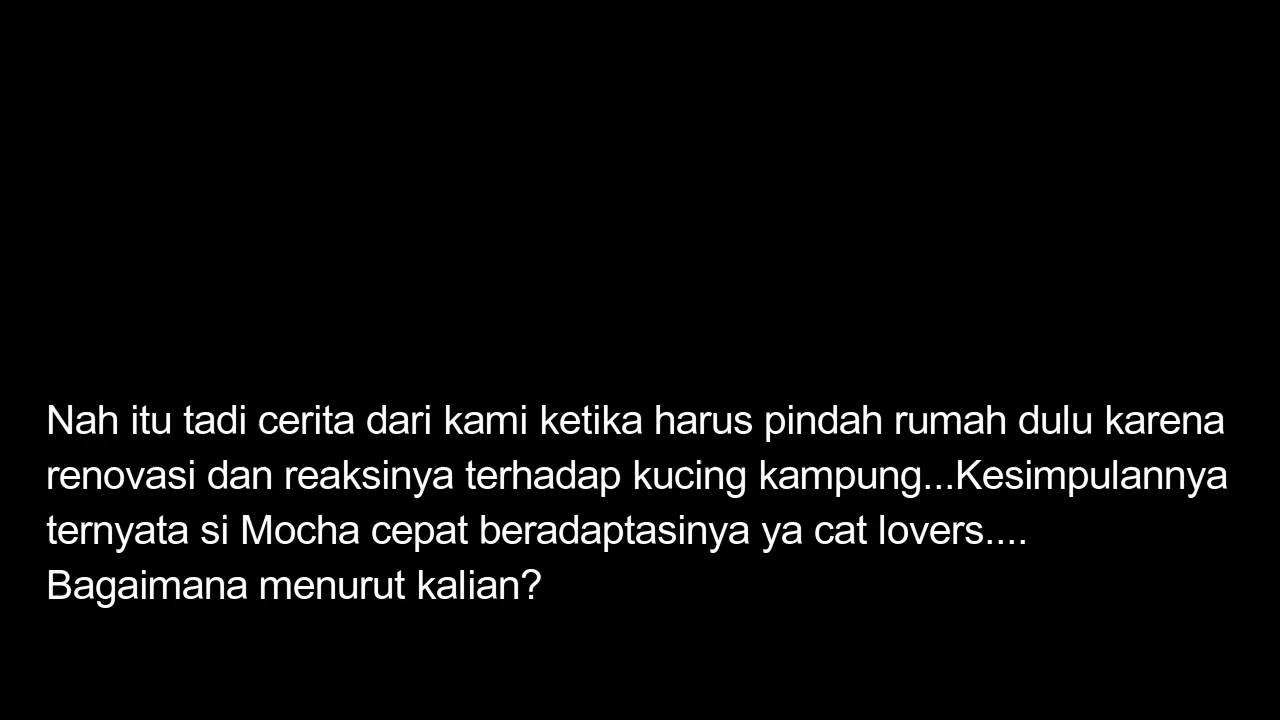 Nah itu tadi cerita dari kami ketika harus pindah rumah dulu karena
renovasi dan reaksinya terhadap kucing kampung...Kesimpulannya
ternyata si Mocha cepat beradaptasinya ya cat lovers....
Bagaimana menurut kalian?